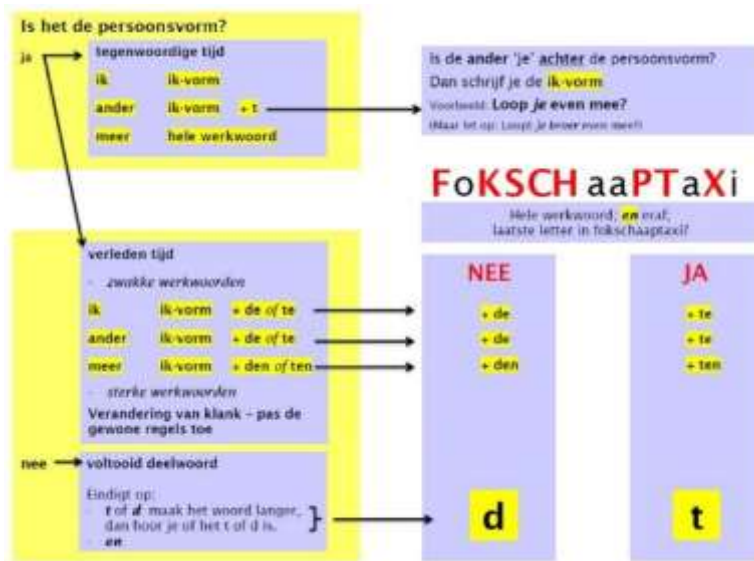 Is het de persoonsvorm?
ja
tegenwoordige tijd
ik ik-vorm
ander ik-vorm + t
meer hele werkwoord
Is de ander 'je' achter de persoonsvorm?
Dan schrijf je de ik-vorm
Voorbeeld: Loop je even mee?
(Maar let op: Loopt je broer even mee?)
FoKSCHaaPTaXi
Hele werkwoord, en eraf,
laatste letter in fokschaaptaxi?
verleden tijd
- zwakke werkwoorden
ik ik-vorm + de of te
ander ik-vorm + de of te
meer ik-vorm + den of ten
- sterke werkwoorden
Verandering van klank – pas de
gewone regels toe
NEE JA
+ de + te
+ de + te
+ den + ten
nee
voltooid deelwoord
Eindigt op:
- t of d: maak het woord langer,
dan hoor je of het t of d is.
- en
d t